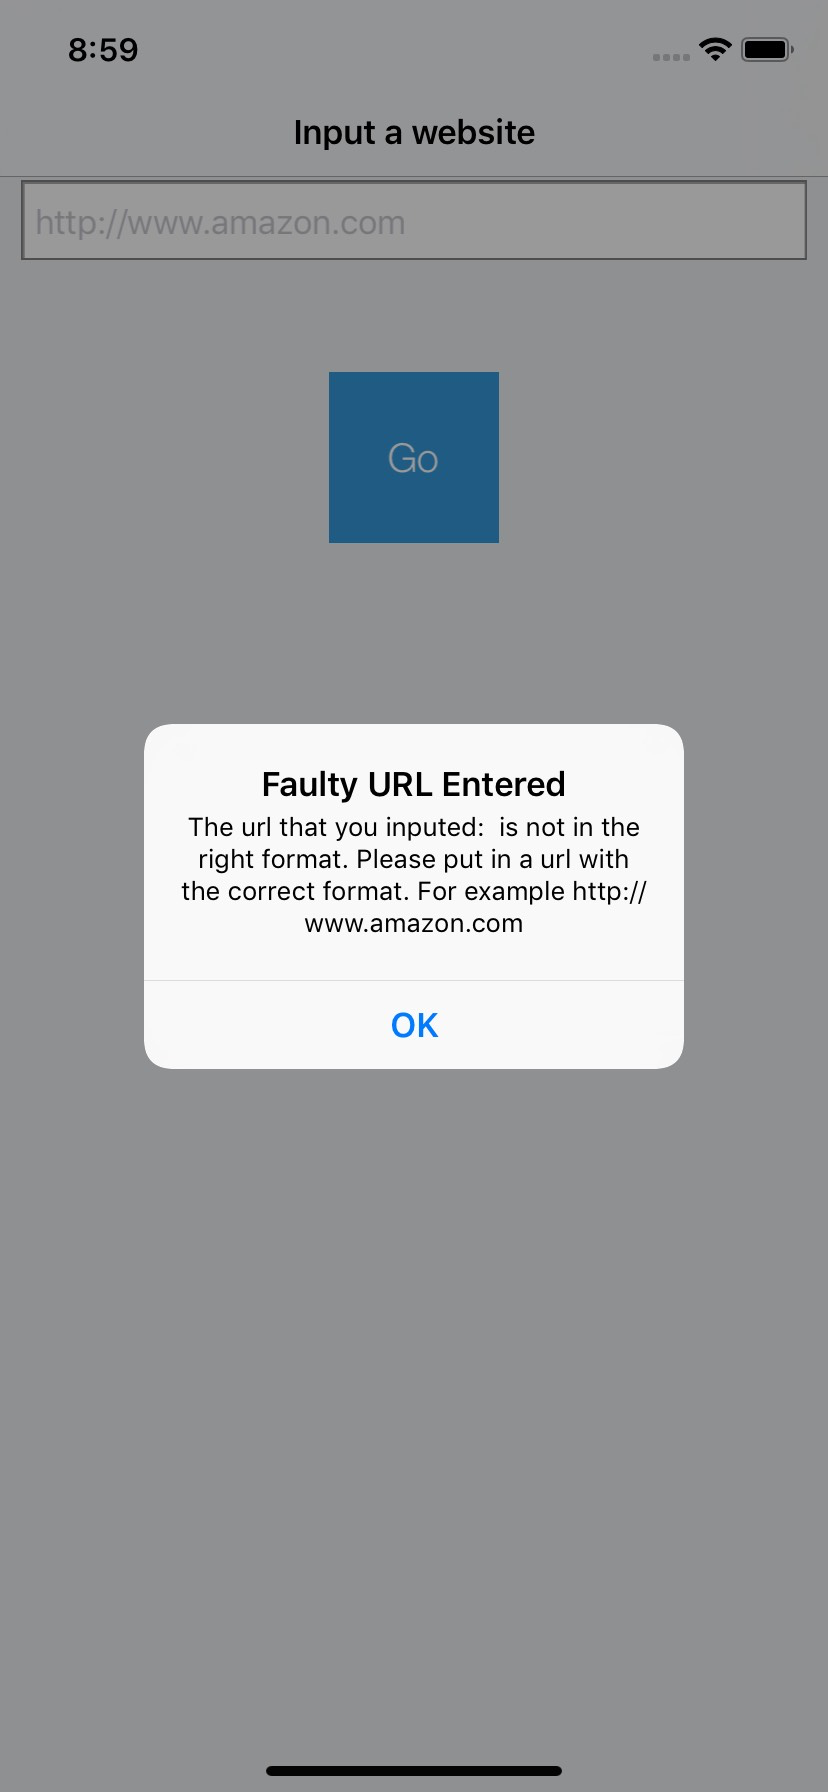 8:59
Input a website
http://www.amazon.com
Go
Faulty URL Entered
The url that you inputed:  is not in the
right format. Please put in a url with
the correct format. For example http://
www.amazon.com
OK